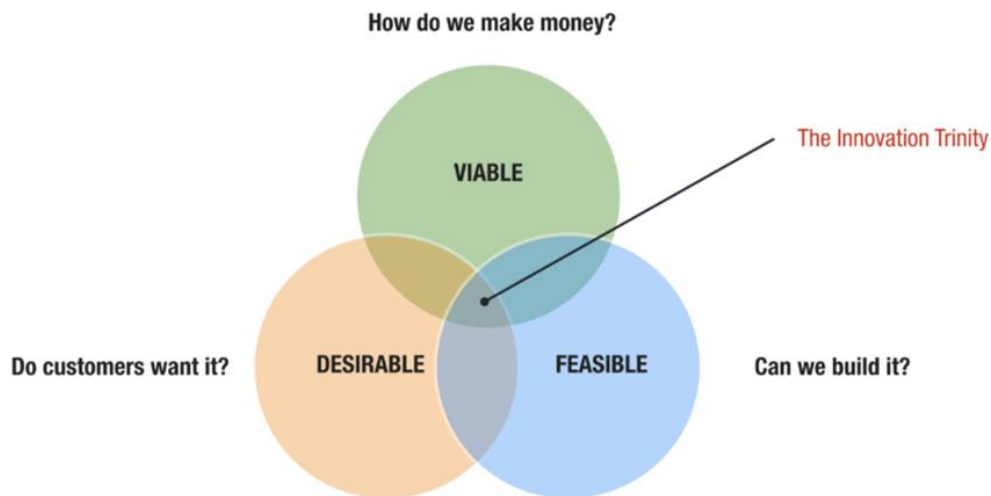 How do we make money?
The Innovation Trinity
VIABLE
Do customers want it?
DESIRABLE
FEASIBLE
Can we build it?